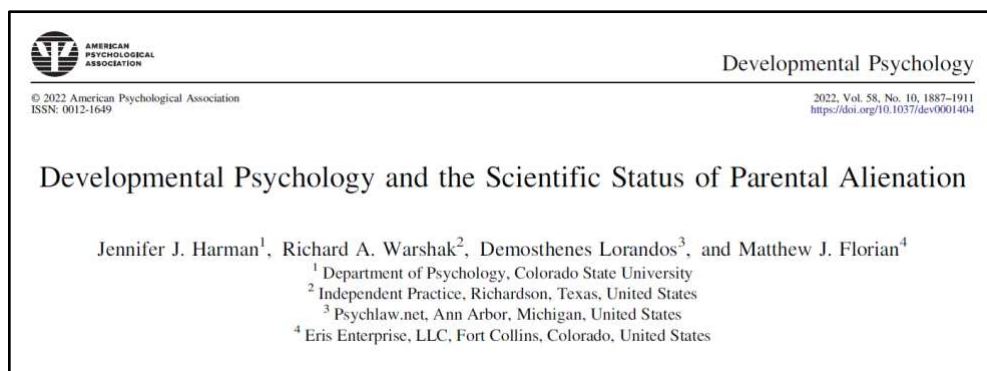 AMERICAN
PSYCHOLOGICAL
ASSOCIATION
Developmental Psychology
© 2022 American Psychological Association
ISSN: 0012-1649
2022, Vol. 58, No. 10, 1887–1911
https://doi.org/10.1037/dev0001404
Developmental Psychology and the Scientific Status of Parental Alienation
Jennifer J. Harman1, Richard A. Warshak2, Demosthenes Lorandos3, and Matthew J. Florian4
1 Department of Psychology, Colorado State University
2 Independent Practice, Richardson, Texas, United States
3 Psychlaw.net, Ann Arbor, Michigan, United States
4 Eris Enterprise, LLC, Fort Collins, Colorado, United States